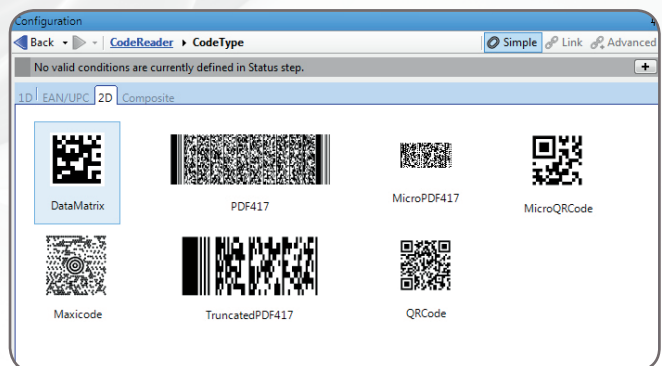 Configuration
Back CodeReader CodeType Simple Link Advanced
No valid conditions are currently defined in Status step.
1D EAN/UPC 2D Composite
DataMatrix PDF417 MicroPDF417 MicroQRCode
Maxicode TruncatedPDF417 QRCode